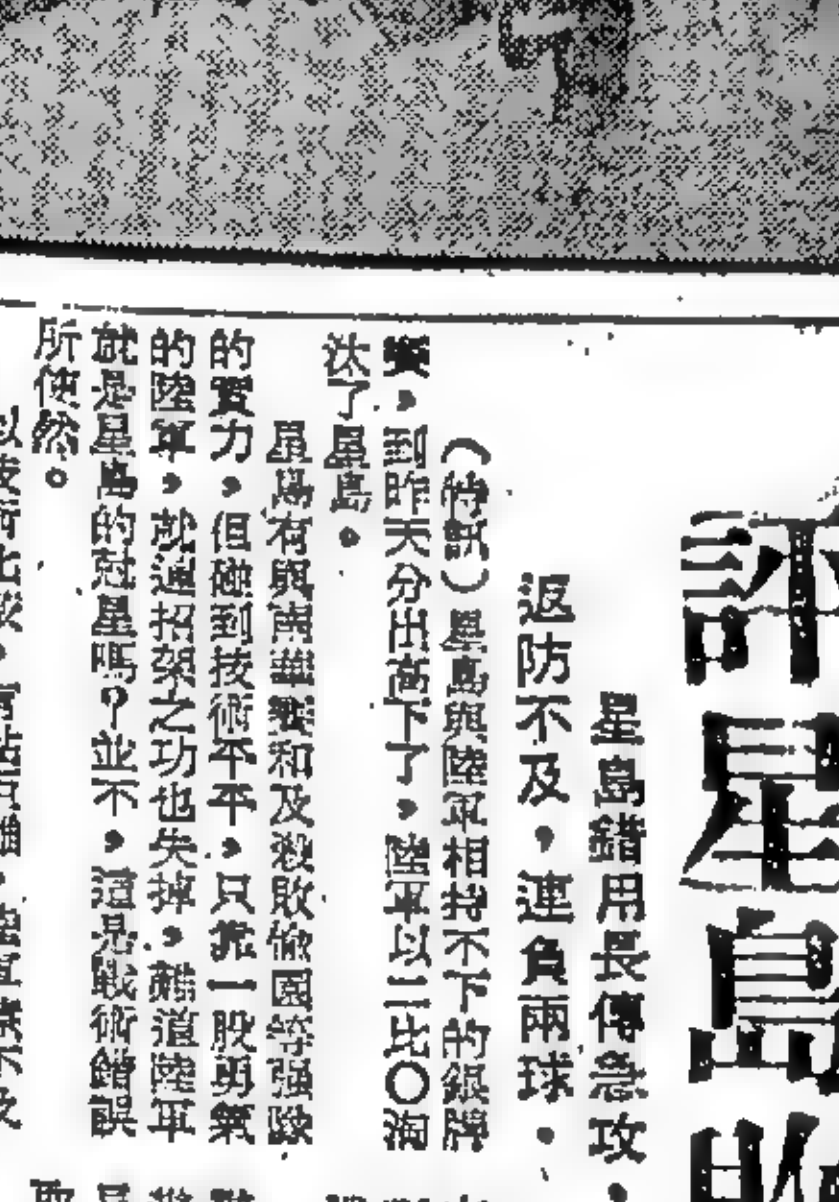 評星島
星島錯用長傳急攻，
返防不及，連負兩球．
（特訊）星島與陸軍相持不下的銀牌
賽，到昨天分出高下了，陸軍以二比〇淘
汰了星島。
星島有與南華戰和及殺敗愉園等强隊
的實力，但碰到技術平平，只靠一股勇氣
的陸軍，就連招架之功也失掉，難道陸軍
就是星島的尅星嗎？並不，這是戰術錯誤
所使然。